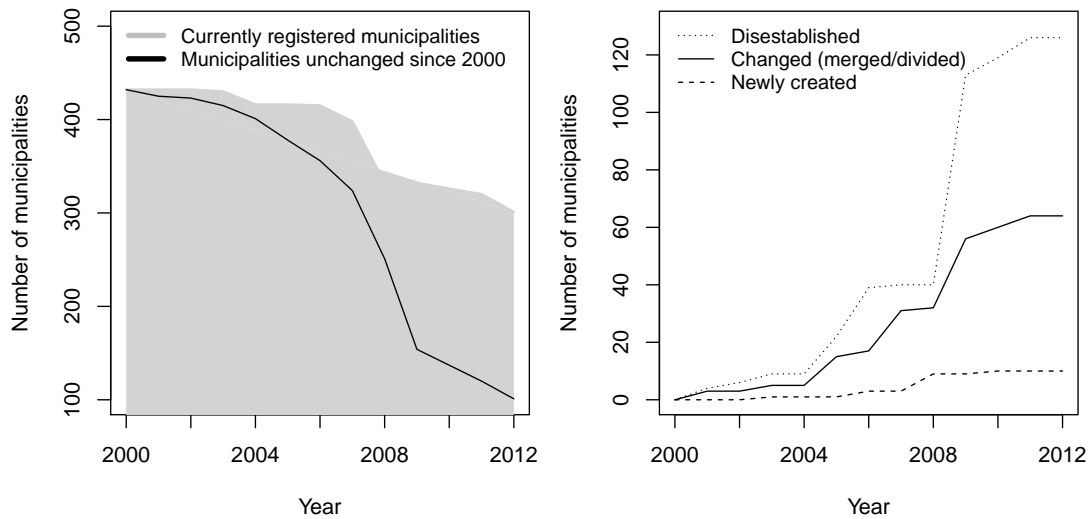 Number of municipalities
500
400
300
200
100
Currently registered municipalities
Municipalities unchanged since 2000
2000
2004
2008
2012
Year
Number of municipalities
120
100
80
60
40
20
0
Disestablished
Changed (merged/divided)
Newly created
2000
2004
2008
2012
Year